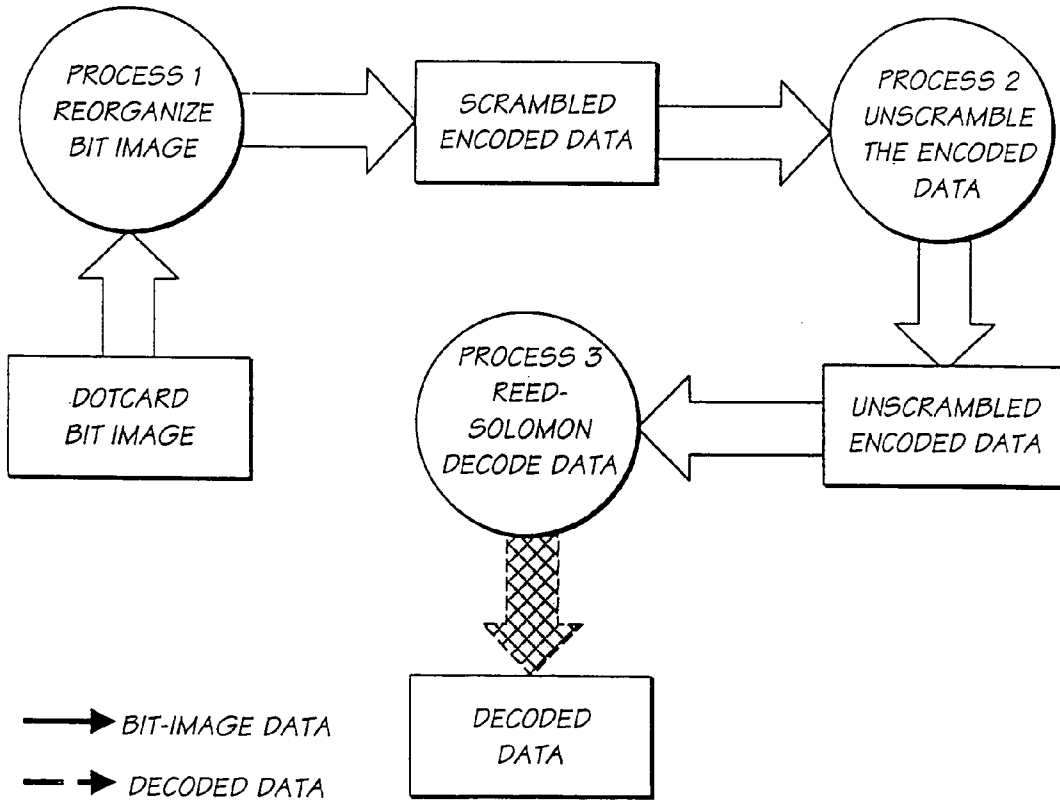 PROCESS 1
REORGANIZE
BIT IMAGE
SCRAMBLED
ENCODED DATA
PROCESS 2
UNSCRAMBLE
THE ENCODED
DATA
DOTCARD
BIT IMAGE
PROCESS 3
REED-
SOLOMON
DECODE DATA
UNSCRAMBLED
ENCODED DATA
DECODED
DATA
BIT-IMAGE DATA
DECODED DATA